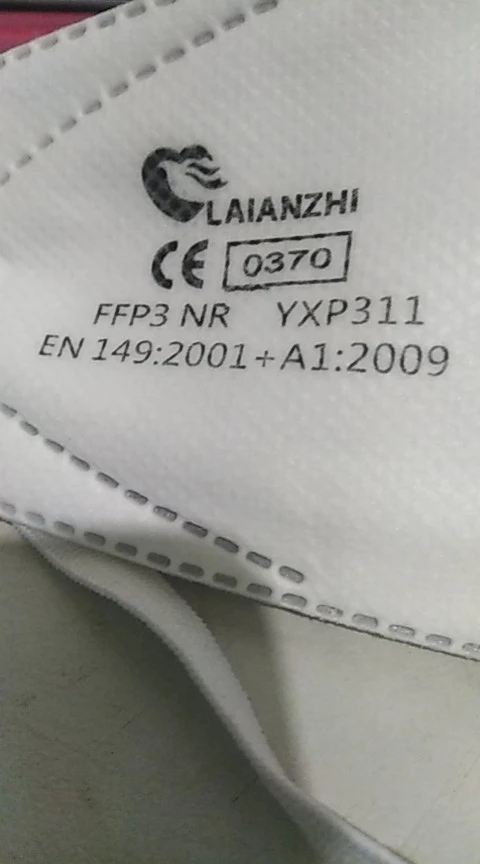 LAIANZHI
CE 0370
FFP3 NR YXP311
EN 149:2001+A1:2009